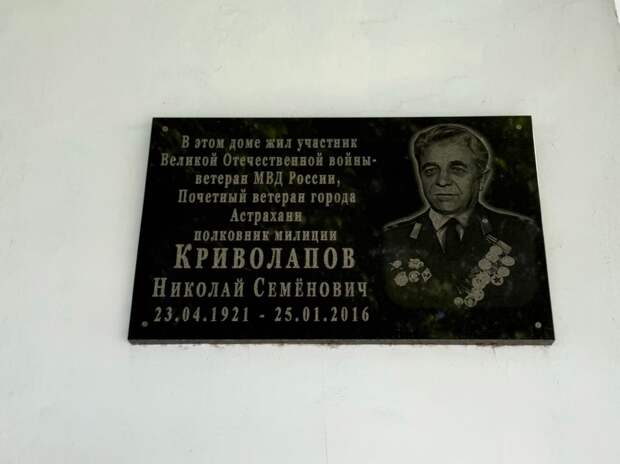 В этом доме жил участник
Великой Отечественной войны-
ветеран МВД России,
Почетный ветеран города
Астрахани
полковник милиции
Криволапов
Николай Семёнович
23.04.1921 - 25.01.2016